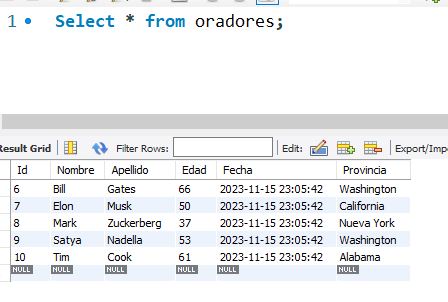 1 Select * from oradores;
Result Grid Filter Rows: Edit: Export/Impo
Id Nombre Apellido Edad Fecha Provincia
6 Bill Gates 66 2023-11-15 23:05:42 Washington
7 Elon Musk 50 2023-11-15 23:05:42 California
8 Mark Zuckerberg 37 2023-11-15 23:05:42 Nueva York
9 Satya Nadella 53 2023-11-15 23:05:42 Washington
10 Tim Cook 61 2023-11-15 23:05:42 Alabama
NULL NULL NULL NULL NULL NULL